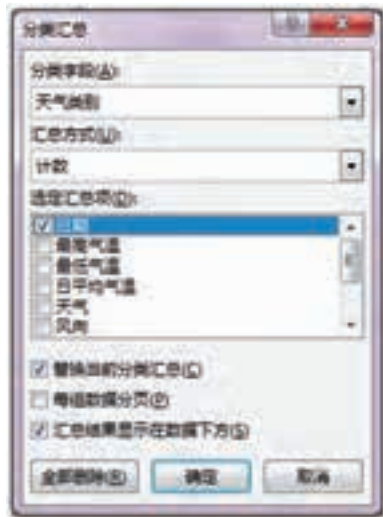 分类汇总
分类字段(A):
天气类别
汇总方式(U):
计数
选定汇总项(D):
日期
最高气温
最低气温
日平均气温
天气
风向
替换当前分类汇总(C)
每组数据分页(P)
汇总结果显示在数据下方(S)
全部删除(R)
确定
取消